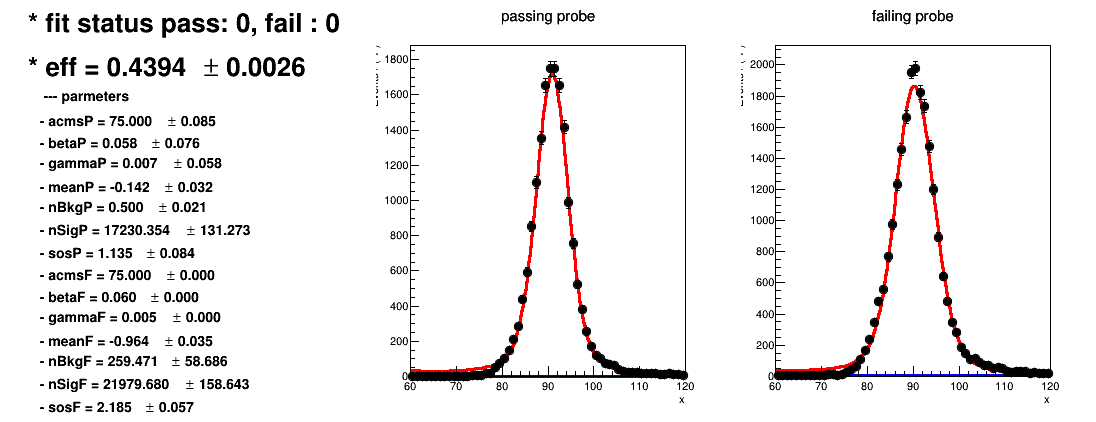 * fit status pass: 0, fail : 0
* eff = 0.4394 ± 0.0026
--- parmeters
- acmsP = 75.000 ± 0.085
- betaP = 0.058 ± 0.076
- gammaP = 0.007 ± 0.058
- meanP = -0.142 ± 0.032
- nBkgP = 0.500 ± 0.021
- nSigP = 17230.354 ± 131.273
- sosP = 1.135 ± 0.084
- acmsF = 75.000 ± 0.000
- betaF = 0.060 ± 0.000
- gammaF = 0.005 ± 0.000
- meanF = -0.964 ± 0.035
- nBkgF = 259.471 ± 58.686
- nSigF = 21979.680 ± 158.643
- sosF = 2.185 ± 0.057
passing probe
1800
1600
1400
1200
1000
800
600
400
200
0
60 70 80 90 100 110 120
x
failing probe
2000
1800
1600
1400
1200
1000
800
600
400
200
0
60 70 80 90 100 110 120
x